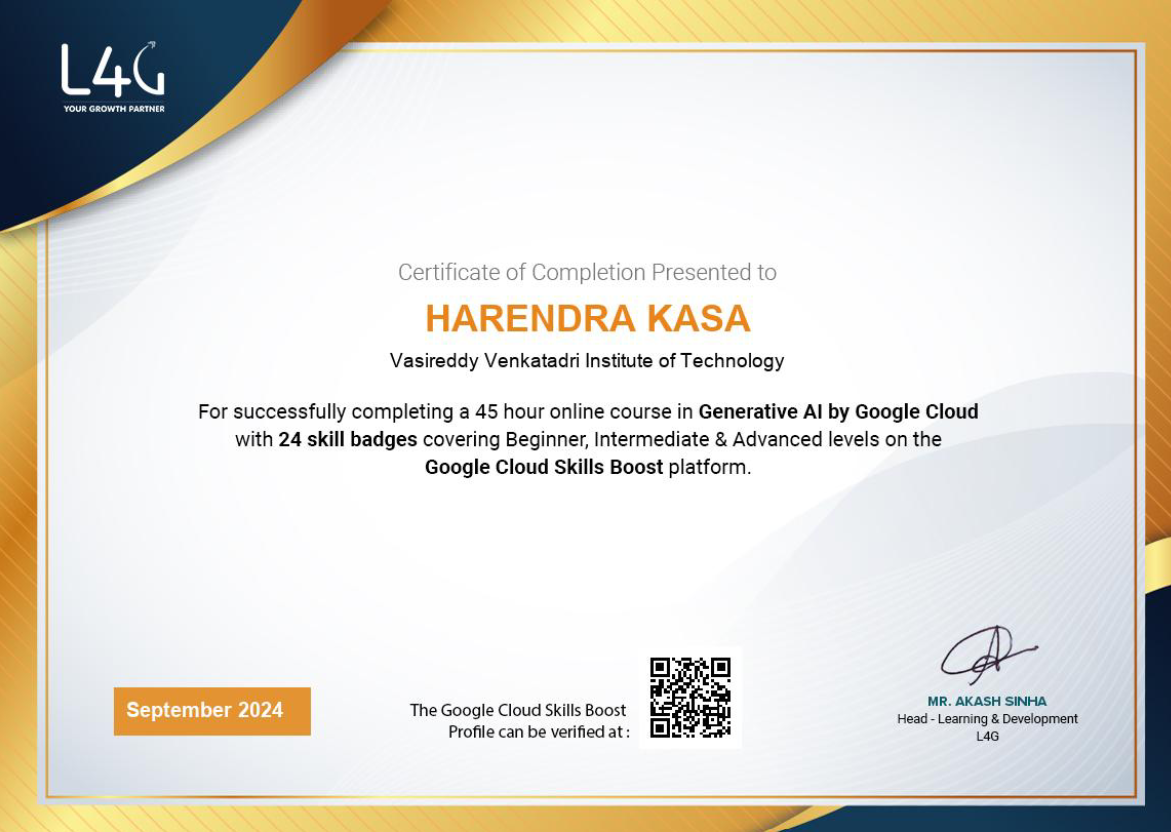 L4G
YOUR GROWTH PARTNER
Certificate of Completion Presented to
HARENDRA KASA
Vasireddy Venkatadri Institute of Technology
For successfully completing a 45 hour online course in Generative AI by Google Cloud
with 24 skill badges covering Beginner, Intermediate & Advanced levels on the
Google Cloud Skills Boost platform.
September 2024
The Google Cloud Skills Boost
Profile can be verified at :
MR. AKASH SINHA
Head - Learning & Development
L4G